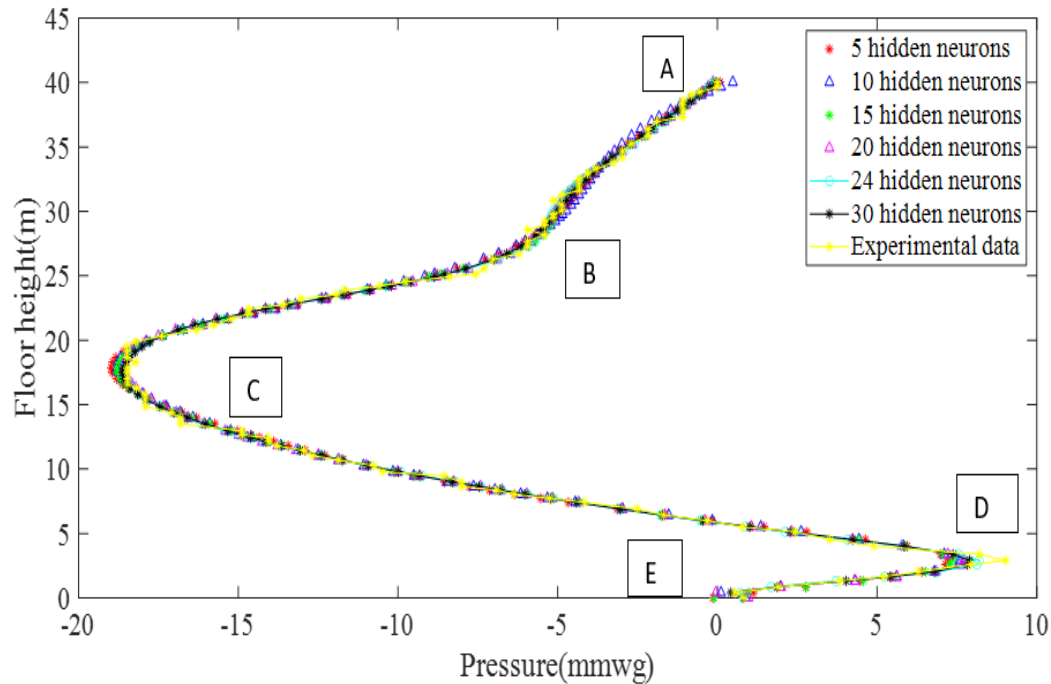 45
40
35
30
25
20
15
10
5
0
Floor height(m)
-20
-15
-10
-5
0
5
10
Pressure(mmwg)
A
B
C
D
E
5 hidden neurons
10 hidden neurons
15 hidden neurons
20 hidden neurons
24 hidden neurons
30 hidden neurons
Experimental data